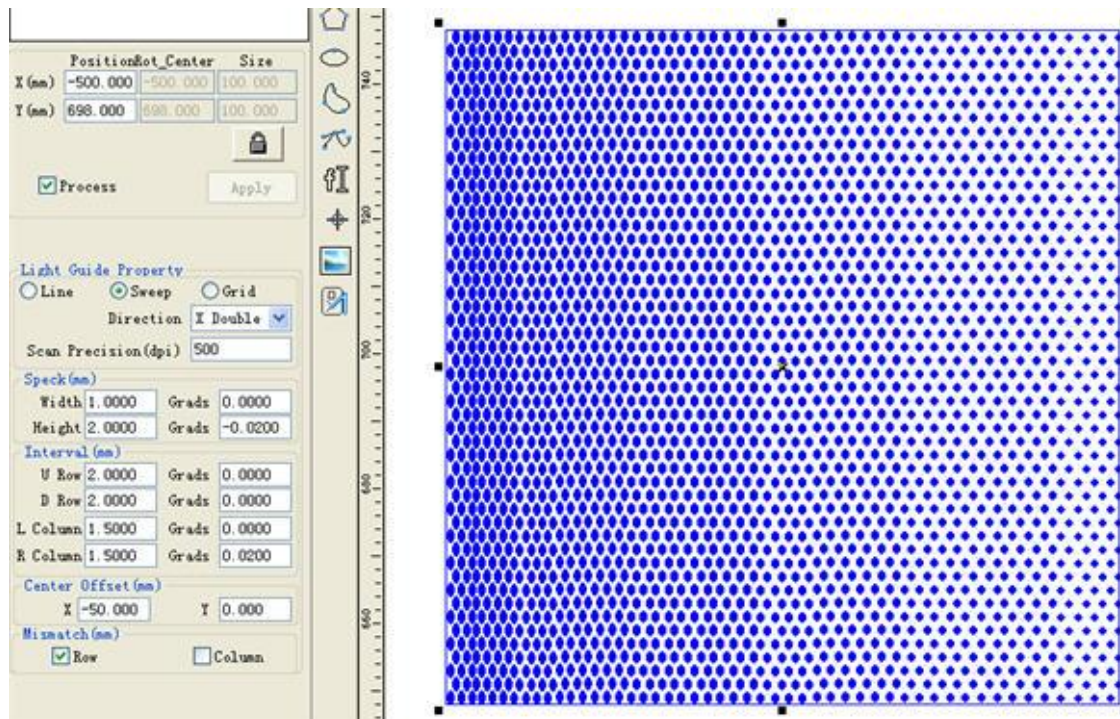 Position Rot_Center Size
X(mm) -500.000 -500.000 100.000
Y(mm) 698.000 698.000 100.000
Process Apply
Light Guide Property
Line Sweep Grid
Direction X Double
Scan Precision(dpi) 500
Speck(mm)
Width 1.0000 Grads 0.0000
Height 2.0000 Grads -0.0200
Interval(mm)
U Row 2.0000 Grads 0.0000
D Row 2.0000 Grads 0.0000
L Column 1.5000 Grads 0.0000
R Column 1.5000 Grads 0.0200
Center Offset(mm)
X -50.000 Y 0.000
Mismatch(mm)
Row Column
740
720
700
680
660